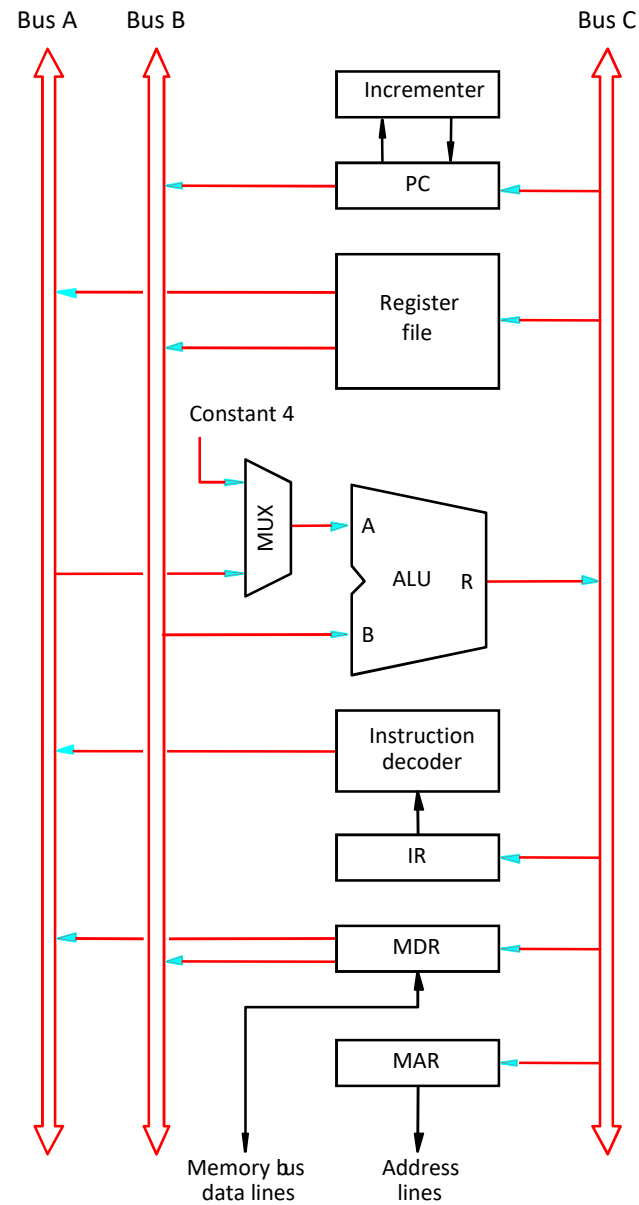 Bus A
Bus B
Bus C
Incrementer
PC
Register
file
Constant 4
MUX
A
ALU
R
B
Instruction
decoder
IR
MDR
MAR
Memory bus
data lines
Address
lines